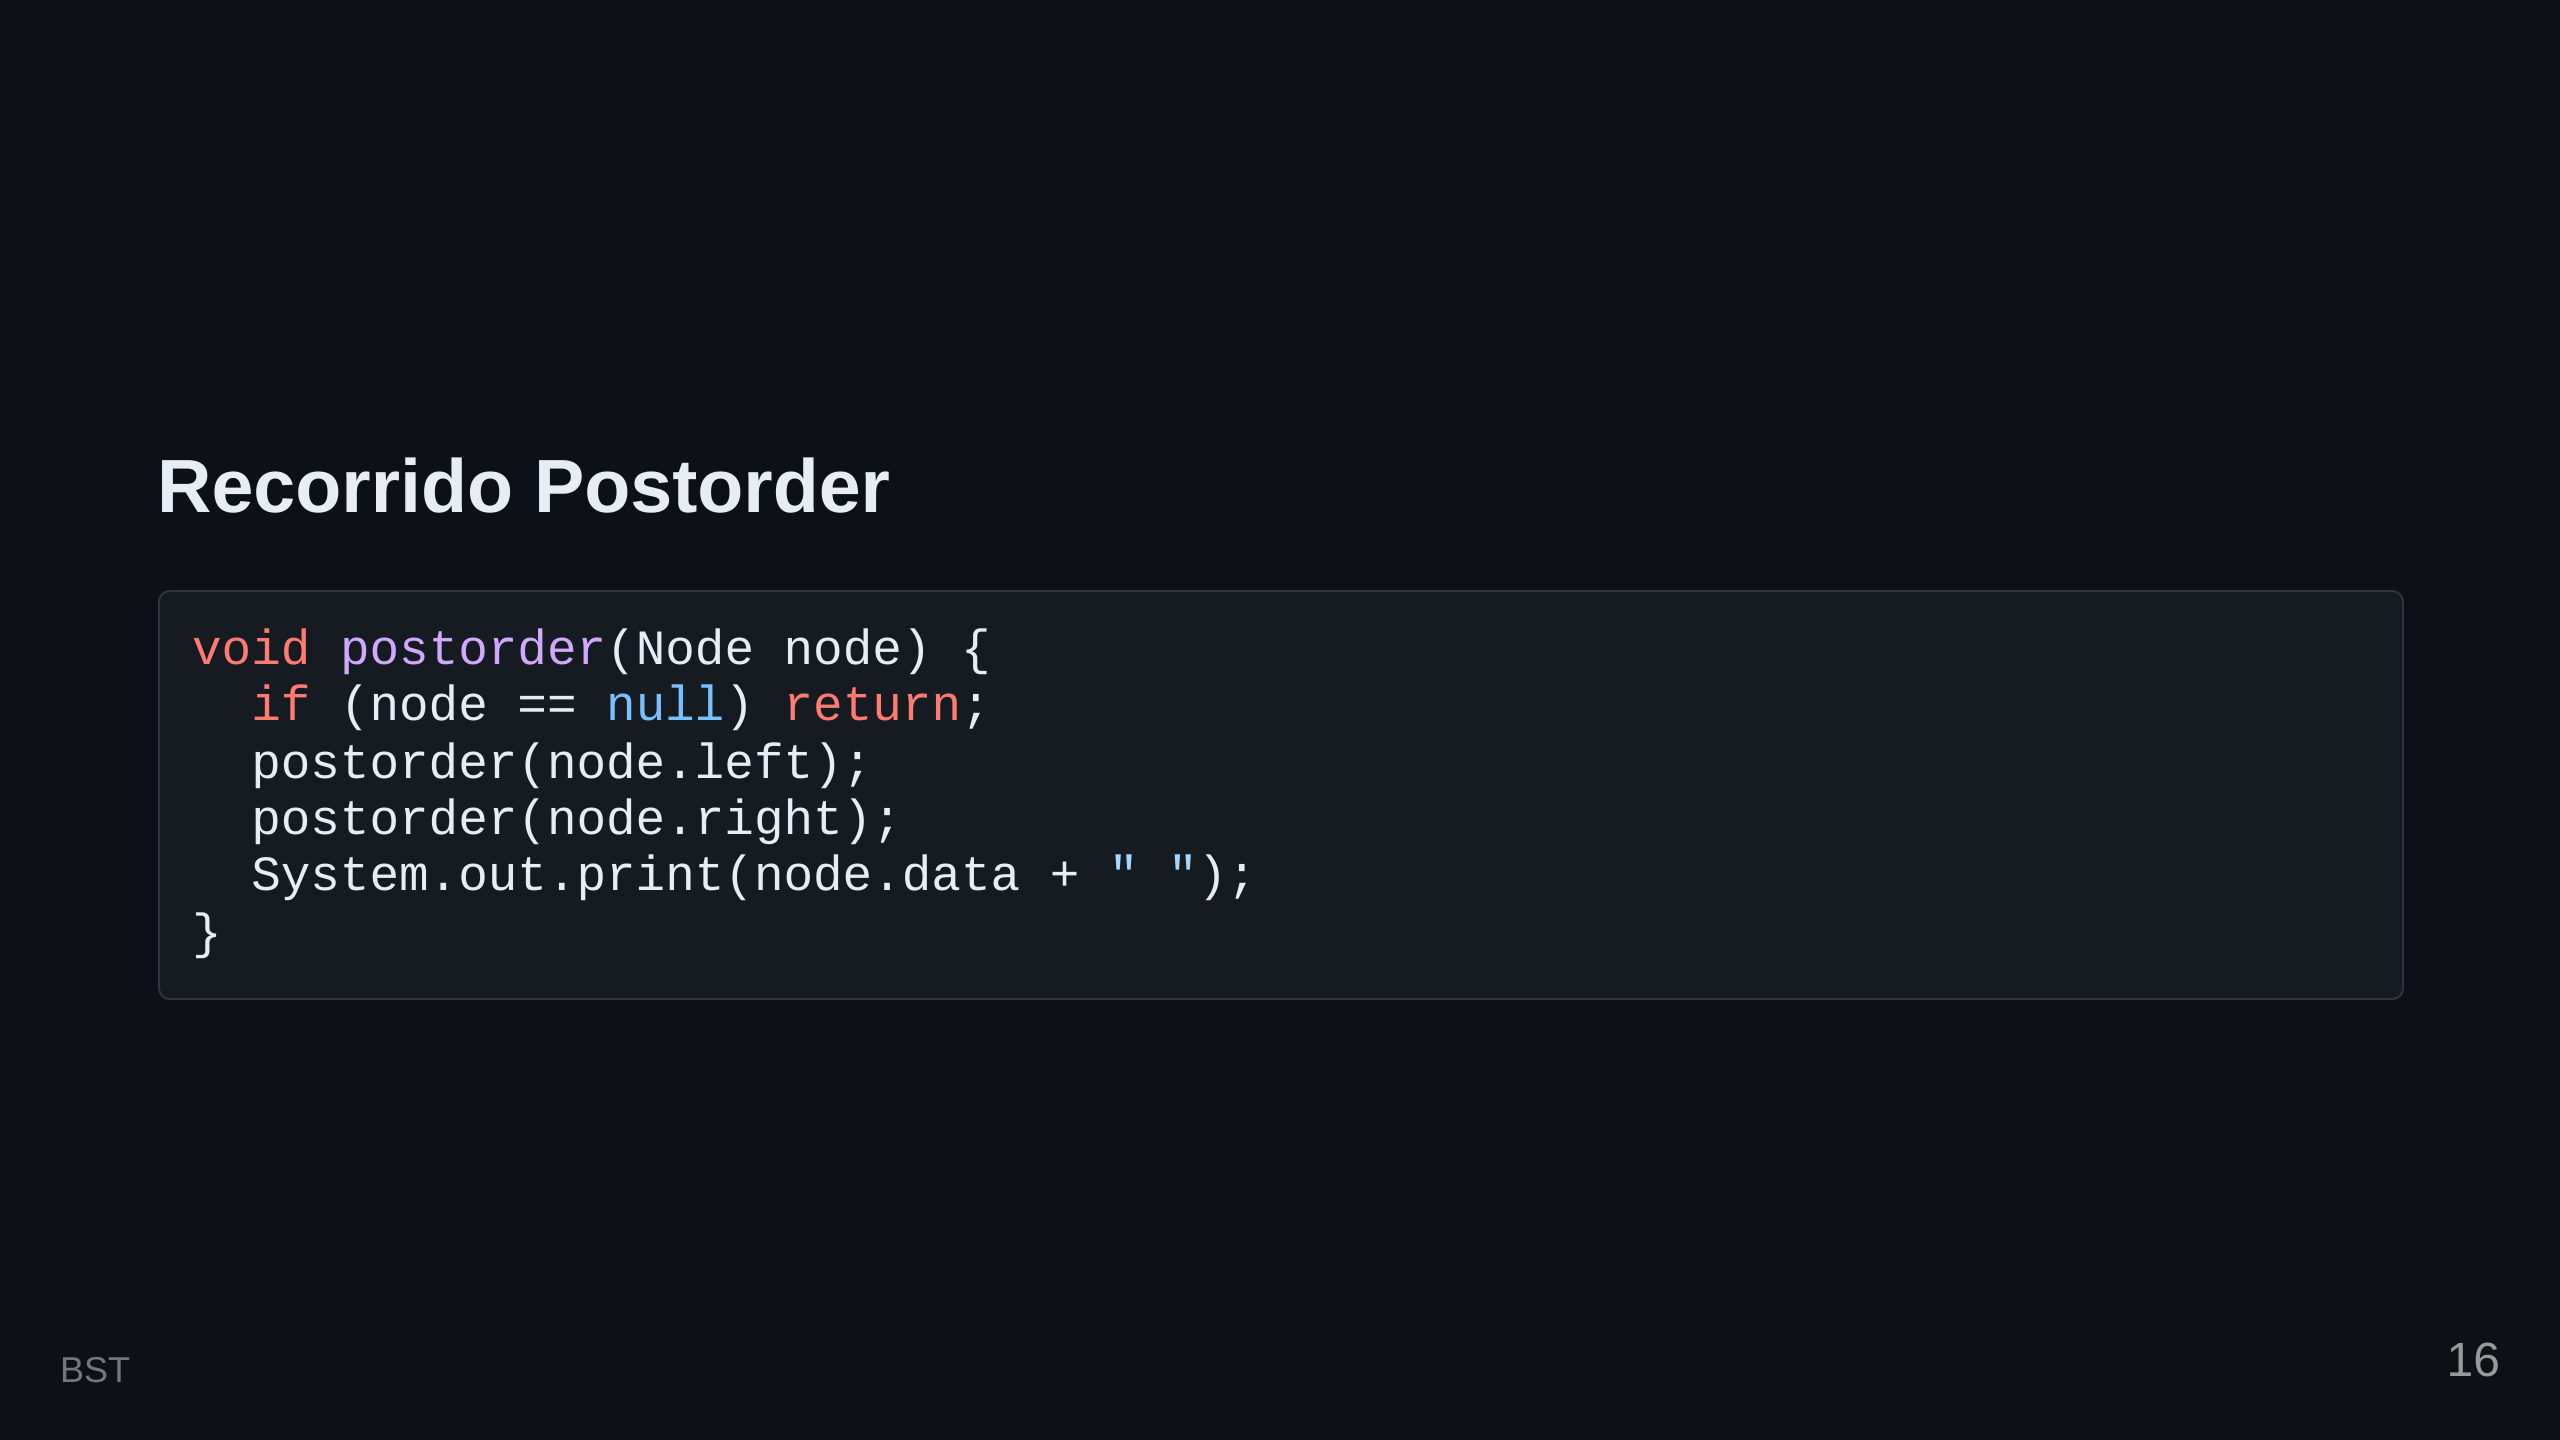 Recorrido Postorder
void postorder(Node node) {
  if (node == null) return;
  postorder(node.left);
  postorder(node.right);
  System.out.print(node.data + " ");
}
BST
16